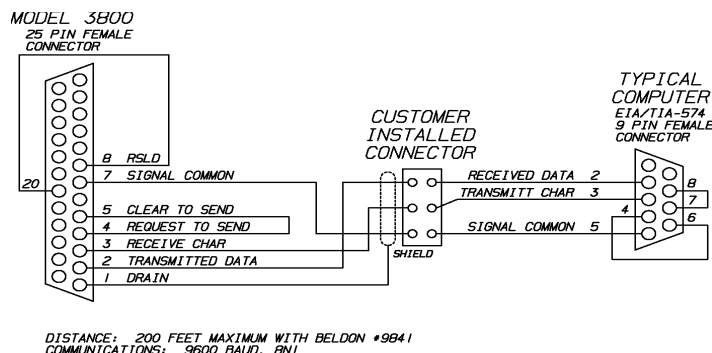 MODEL 3800
25 PIN FEMALE
CONNECTOR
8 RSLD
7 SIGNAL COMMON
20
5 CLEAR TO SEND
4 REQUEST TO SEND
3 RECEIVE CHAR
2 TRANSMITTED DATA
1 DRAIN
CUSTOMER
INSTALLED
CONNECTOR
SHIELD
TYPICAL
COMPUTER
EIA/TIA-574
9 PIN FEMALE
CONNECTOR
RECEIVED DATA 2
TRANSMITT CHAR 3
SIGNAL COMMON 5
8
7
4
6
DISTANCE: 200 FEET MAXIMUM WITH BELDON #9841
COMMUNICATIONS: 9600 BAUD, 8N1